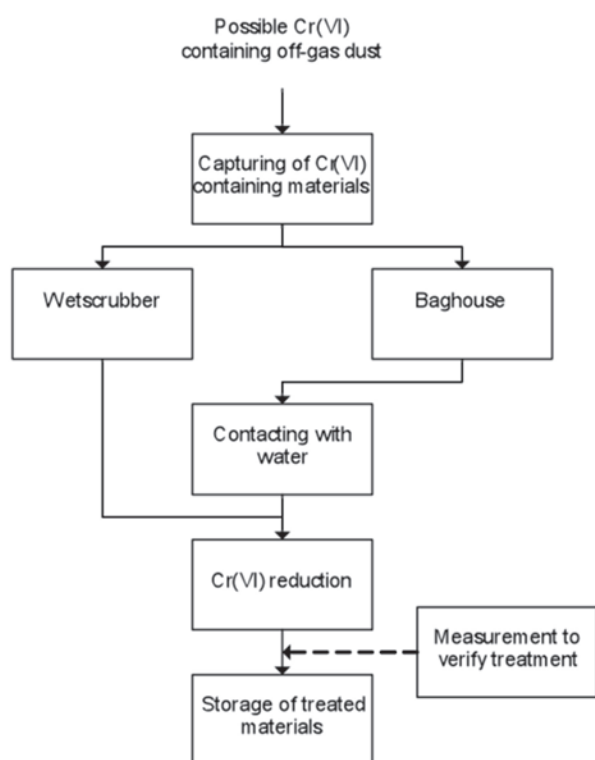 Possible Cr(VI)
containing off-gas dust
Capturing of Cr(VI)
containing materials
Wetscrubber
Baghouse
Contacting with
water
Cr(VI) reduction
Measurement to
verify treatment
Storage of treated
materials